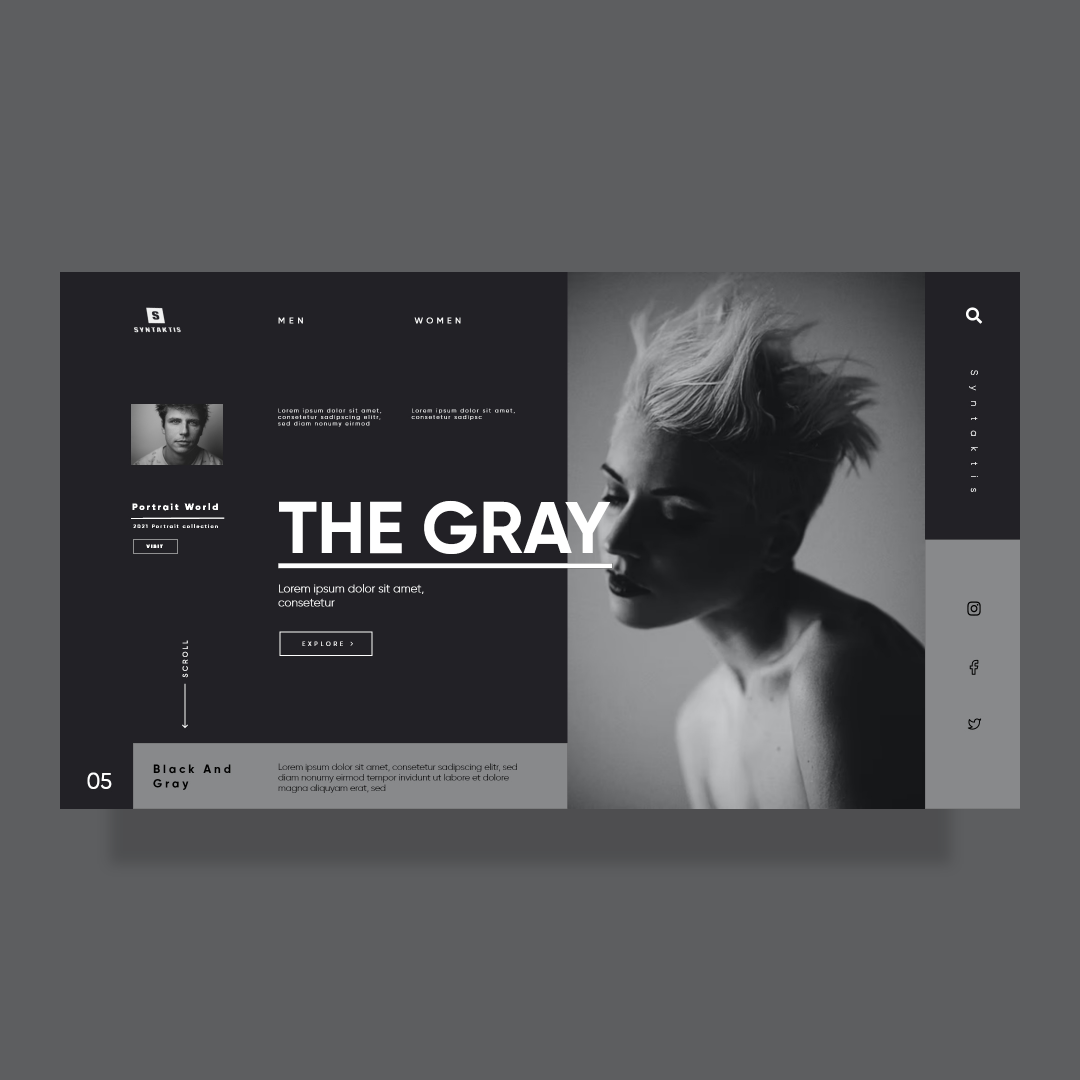 S
SYNTAKTIS
MEN
WOMEN
Lorem ipsum dolor sit amet,
consetetur sadipscing elitr,
sed diam nonumy eirmod
Lorem ipsum dolor sit amet,
consetetur sadipsc
Portrait World
2021 Portrait collection
VISIT
THE GRAY
Lorem ipsum dolor sit amet,
consetetur
EXPLORE >
SCROLL
05
Black And
Gray
Lorem ipsum dolor sit amet, consetetur sadipscing elitr, sed
diam nonumy eirmod tempor invidunt ut labore et dolore
magna aliquyam erat, sed
Syntaktis